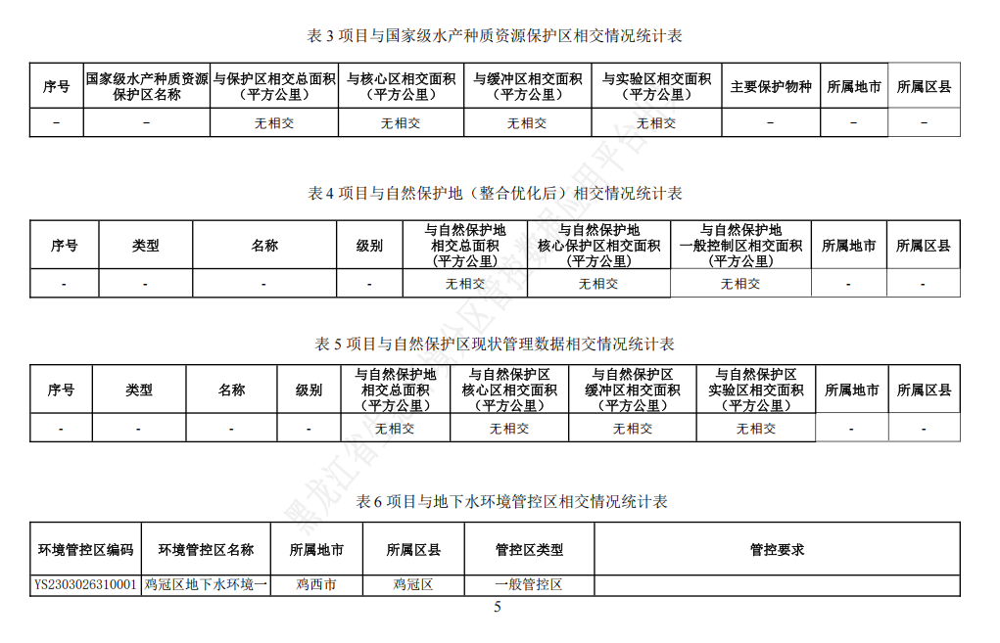 表 3 项目与国家级水产种质资源保护区相交情况统计表
序号 国家级水产种质资源保护区名称 与保护区相交总面积（平方公里） 与核心区相交面积（平方公里） 与缓冲区相交面积（平方公里） 与实验区相交面积（平方公里） 主要保护物种 所属地市 所属区县
– – 无相交 无相交 无相交 无相交 – – –
表 4 项目与自然保护地（整合优化后）相交情况统计表
序号 类型 名称 级别 与自然保护地相交总面积(平方公里) 与自然保护地核心保护区相交面积(平方公里) 与自然保护地一般控制区相交面积(平方公里) 所属地市 所属区县
- - - - 无相交 无相交 无相交 - -
表 5 项目与自然保护区现状管理数据相交情况统计表
序号 类型 名称 级别 与自然保护地相交总面积（平方公里） 与自然保护区核心区相交面积（平方公里） 与自然保护区缓冲区相交面积（平方公里） 与自然保护区实验区相交面积（平方公里） 所属地市 所属区县
- - - - 无相交 无相交 无相交 无相交 - -
表 6 项目与地下水环境管控区相交情况统计表
环境管控区编码 环境管控区名称 所属地市 所属区县 管控区类型 管控要求
YS2303026310001 鸡冠区地下水环境一 鸡西市 鸡冠区 一般管控区
5